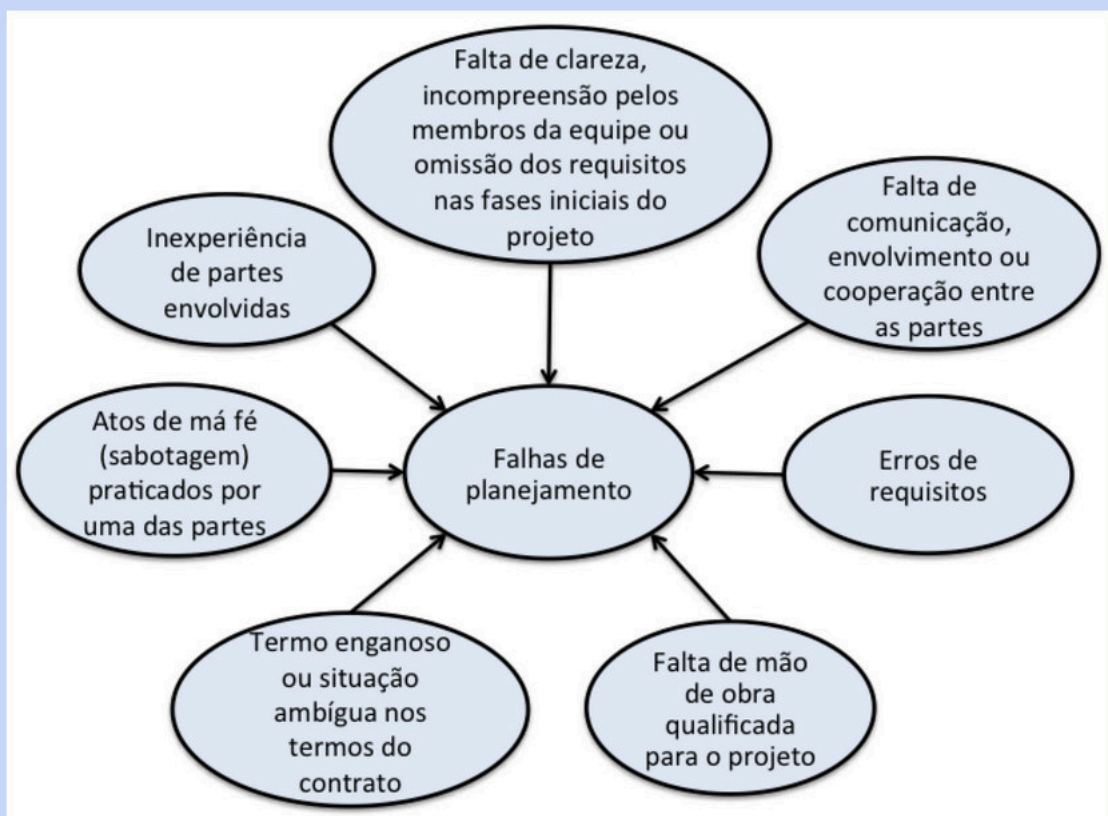 Falta de clareza,
incompreensão pelos
membros da equipe ou
omissão dos requisitos
nas fases iniciais do
projeto
Inexperiência
de partes
envolvidas
Falta de
comunicação,
envolvimento ou
cooperação entre
as partes
Atos de má fé
(sabotagem)
praticados por
uma das partes
Falhas de
planejamento
Erros de
requisitos
Termo enganoso
ou situação
ambígua nos
termos do
contrato
Falta de mão
de obra
qualificada
para o projeto